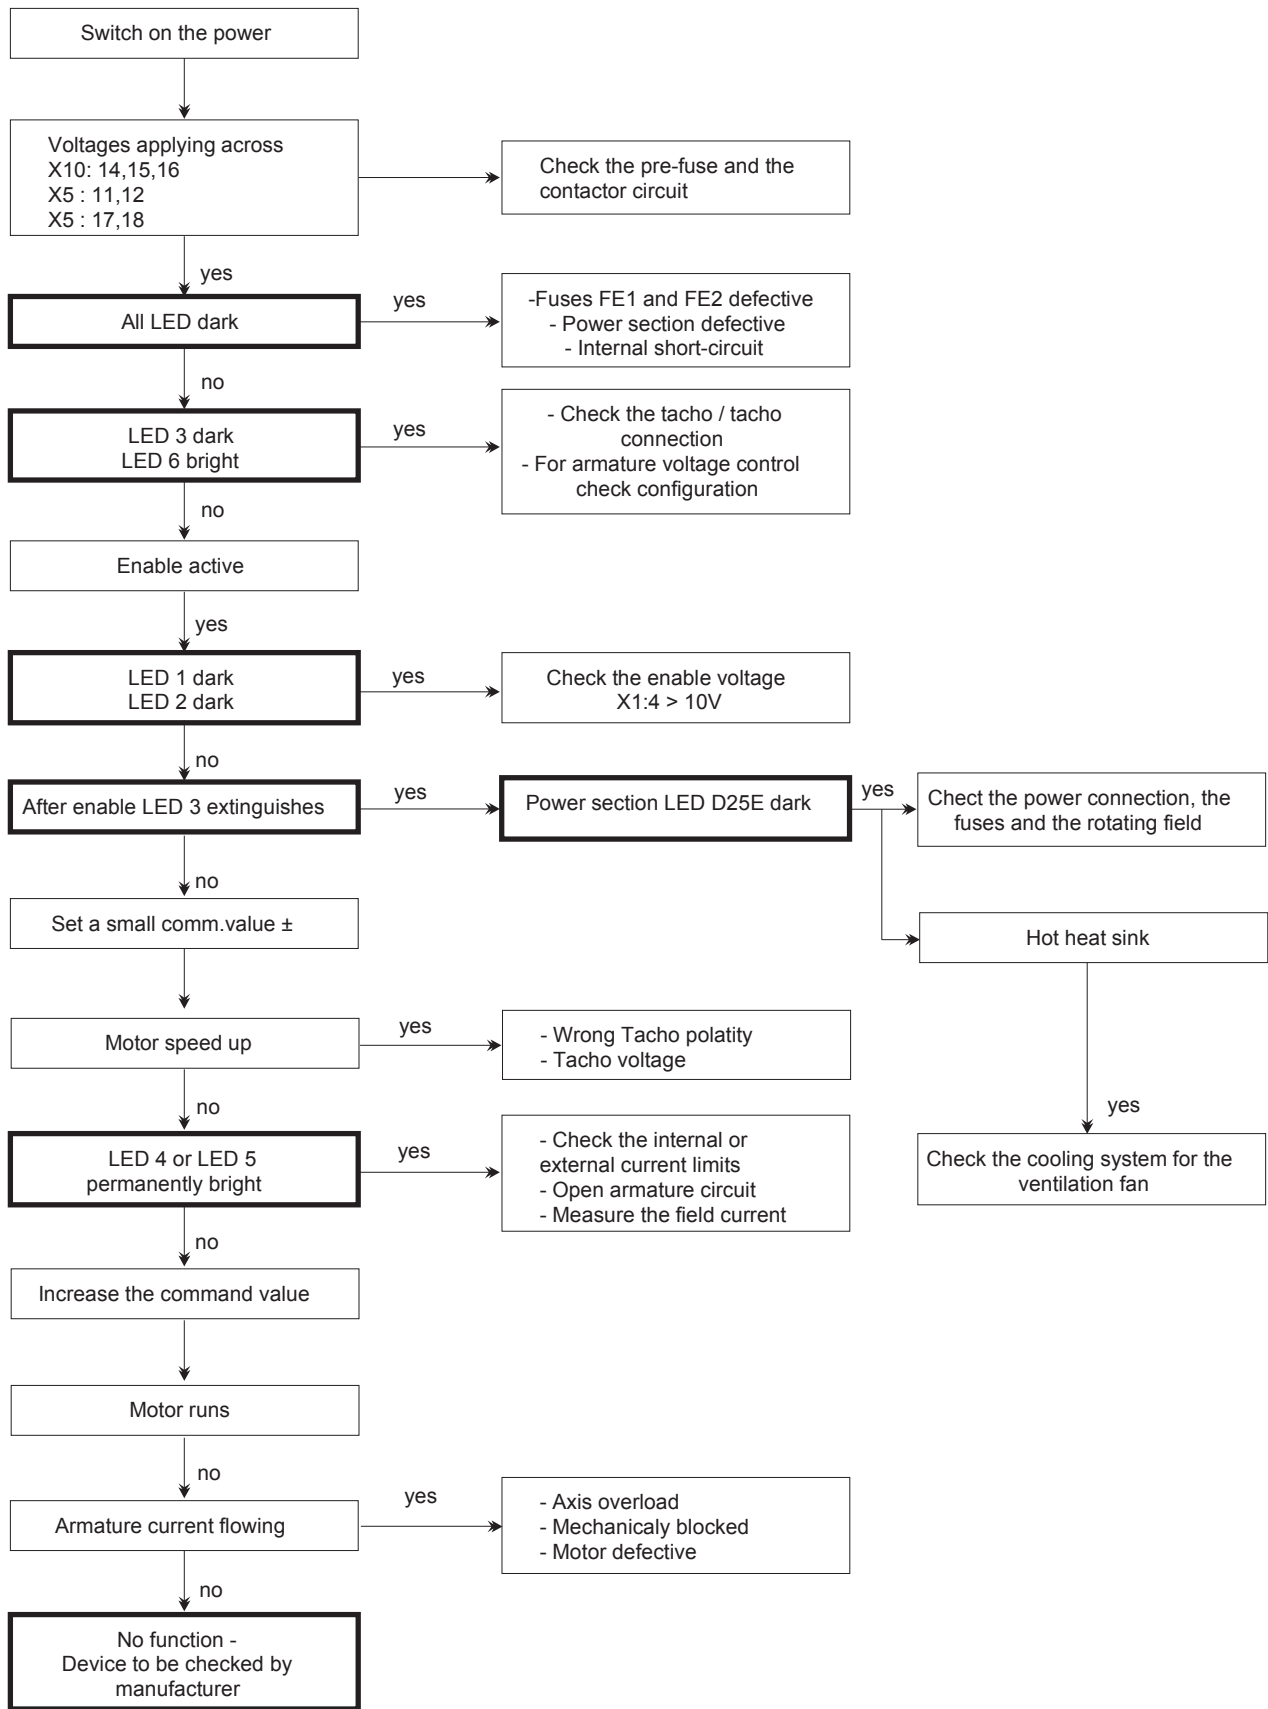 Switch on the power
Voltages applying across
X10: 14,15,16
X5 : 11,12
X5 : 17,18
Check the pre-fuse and the
contactor circuit
yes
All LED dark
yes
-Fuses FE1 and FE2 defective
- Power section defective
- Internal short-circuit
no
LED 3 dark
LED 6 bright
yes
- Check the tacho / tacho
connection
- For armature voltage control
check configuration
no
Enable active
yes
LED 1 dark
LED 2 dark
yes
Check the enable voltage
X1:4 > 10V
no
After enable LED 3 extinguishes
yes
Power section LED D25E dark
yes
Chect the power connection, the
fuses and the rotating field
no
Set a small comm.value ±
Hot heat sink
Motor speed up
yes
- Wrong Tacho polatity
- Tacho voltage
no
yes
LED 4 or LED 5
permanently bright
yes
- Check the internal or
external current limits
- Open armature circuit
- Measure the field current
Check the cooling system for the
ventilation fan
no
Increase the command value
Motor runs
no
Armature current flowing
yes
- Axis overload
- Mechanicaly blocked
- Motor defective
no
No function -
Device to be checked by
manufacturer